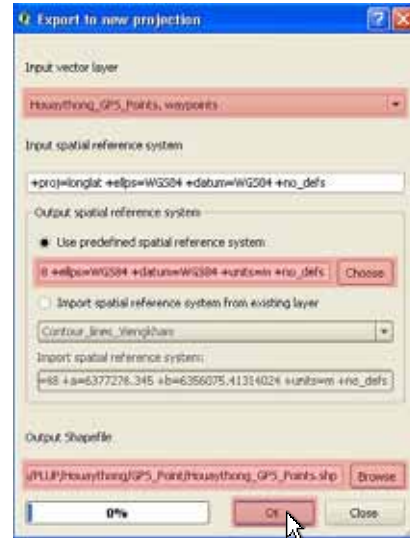 Export to new projection
Input vector layer
Houaythong_GPS_Points, waypoints
Input spatial reference system
+proj=longlat +ellps=WGS84 +datum=WGS84 +no_defs
Output spatial reference system
Use predefined spatial reference system
8 +ellps=WGS84 +datum=WGS84 +units=m +no_defs Choose
Import spatial reference system from existing layer
Contour_lines_Viengkham
Import spatial reference system:
=48 +a=6377276.345 +b=6356075.41314024 +units=m +no_defs
Output Shapefile
/PLUP/Houaythong/GPS_Point/Houaythong_GPS_Points.shp Browse
0% OK Close